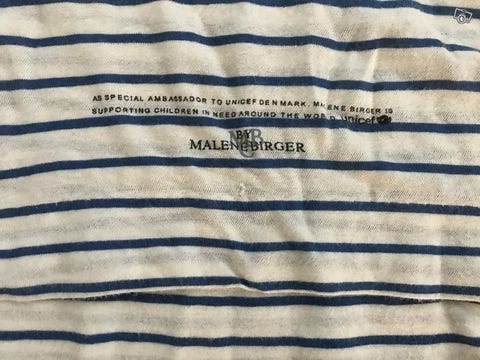 AS SPECIAL AMBASSADOR TO UNICEF DENMARK, MALENE BIRGER IS
SUPPORTING CHILDREN IN NEED AROUND THE WORLD. unicef
BY
MBG
MALENE BIRGER